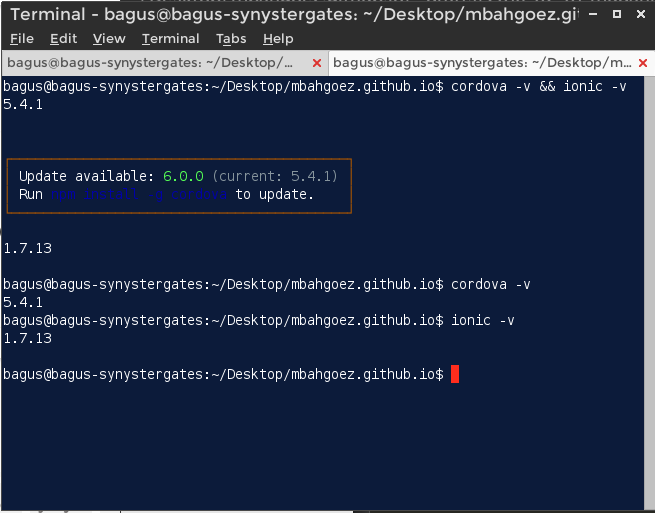 Terminal - bagus@bagus-synystergates: ~/Desktop/mbahgoez.gi
File Edit View Terminal Tabs Help
bagus@bagus-synystergates: ~/Desktop/... bagus@bagus-synystergates: ~/Desktop/m...
bagus@bagus-synystergates:~/Desktop/mbahgoez.github.io$ cordova -v && ionic -v
5.4.1
Update available: 6.0.0 (current: 5.4.1)
Run npm install -g cordova to update.
1.7.13
bagus@bagus-synystergates:~/Desktop/mbahgoez.github.io$ cordova -v
5.4.1
bagus@bagus-synystergates:~/Desktop/mbahgoez.github.io$ ionic -v
1.7.13
bagus@bagus-synystergates:~/Desktop/mbahgoez.github.io$